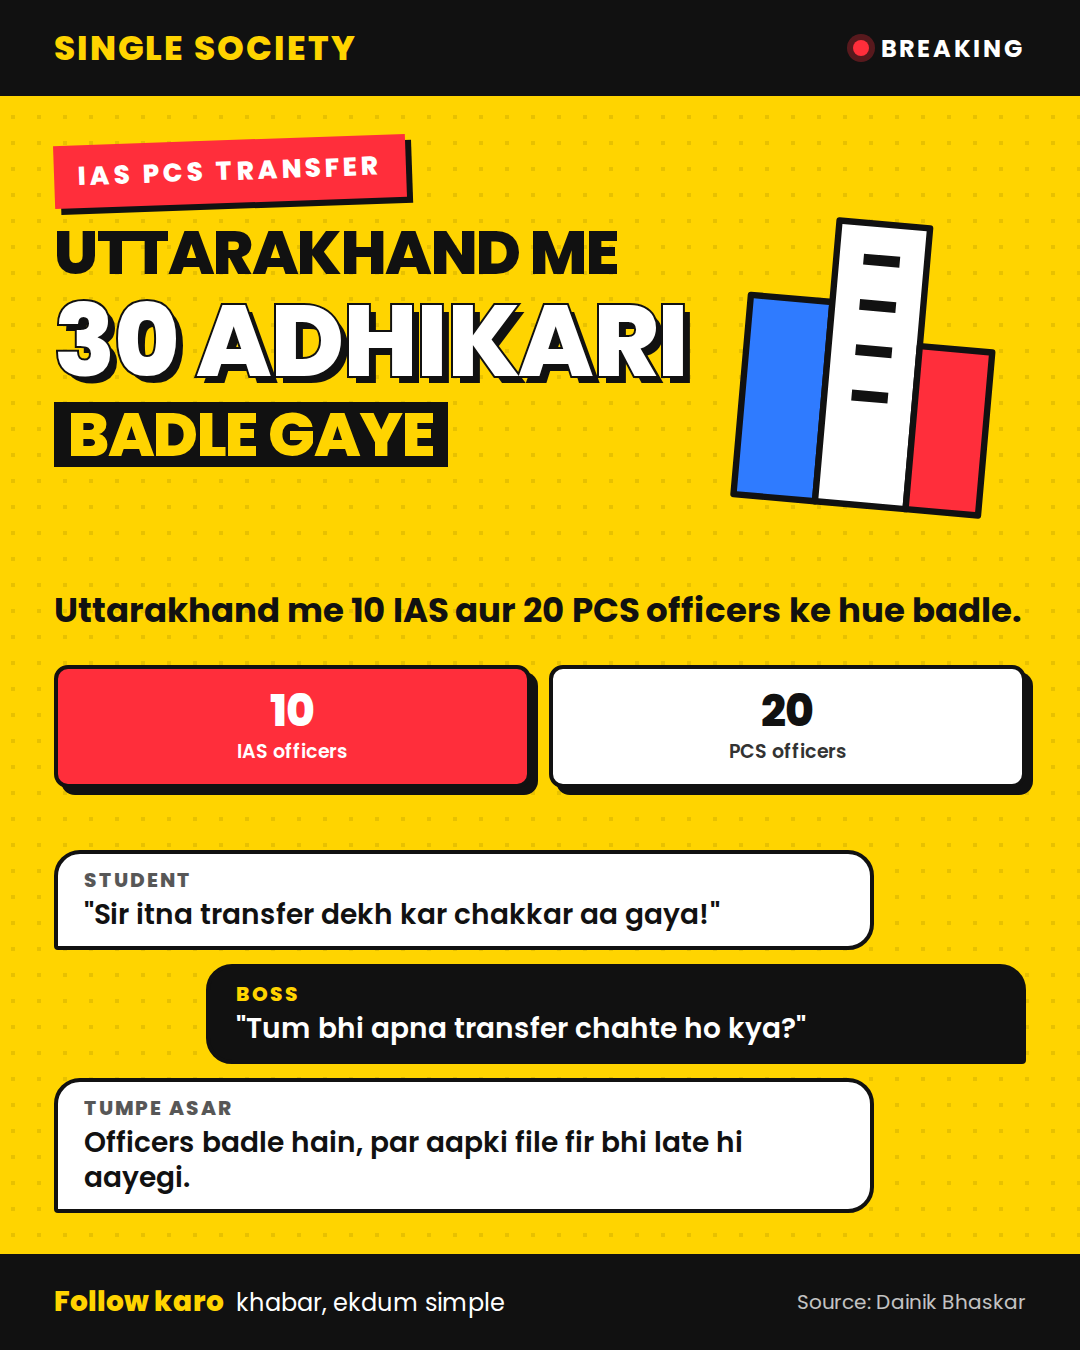 SINGLE SOCIETY
BREAKING
IAS PCS TRANSFER
UTTARAKHAND ME
30 ADHIKARI
BADLE GAYE
Uttarakhand me 10 IAS aur 20 PCS officers ke hue badle.
10
IAS officers
20
PCS officers
STUDENT
"Sir itna transfer dekh kar chakkar aa gaya!"
BOSS
"Tum bhi apna transfer chahte ho kya?"
TUMPE ASAR
Officers badle hain, par aapki file fir bhi late hi
aayegi.
Follow karo khabar, ekdum simple
Source: Dainik Bhaskar